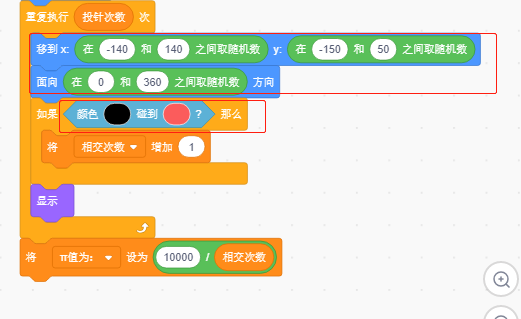 重复执行 投针次数 次
移到 x: 在 -140 和 140 之间取随机数 y: 在 -150 和 50 之间取随机数
面向 在 0 和 360 之间取随机数 方向
如果 颜色 碰到 ? 那么
将 相交次数 增加 1
显示
将 π值为: 设为 10000 / 相交次数